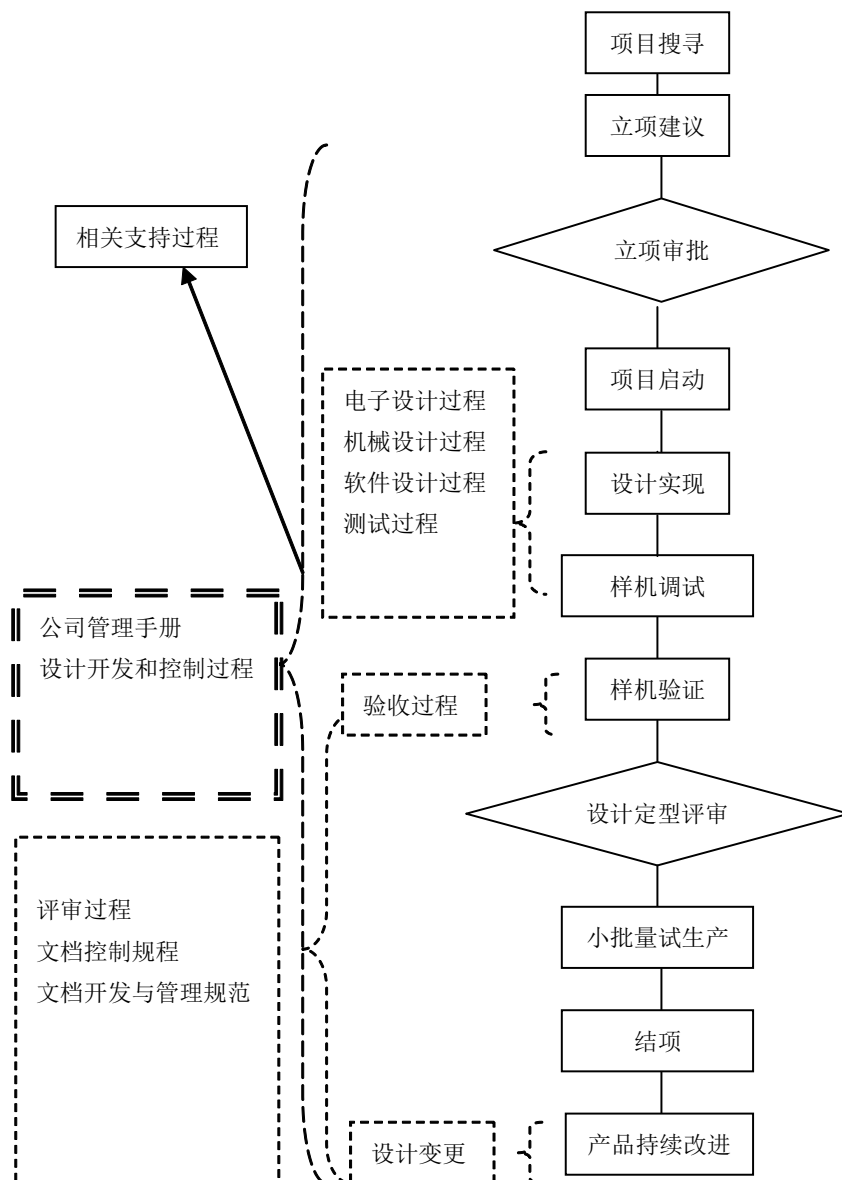 项目搜寻
立项建议
相关支持过程
立项审批
项目启动
电子设计过程
机械设计过程
软件设计过程
测试过程
设计实现
样机调试
公司管理手册
设计开发和控制过程
验收过程
样机验证
设计定型评审
评审过程
文档控制规程
文档开发与管理规范
小批量试生产
结项
设计变更
产品持续改进